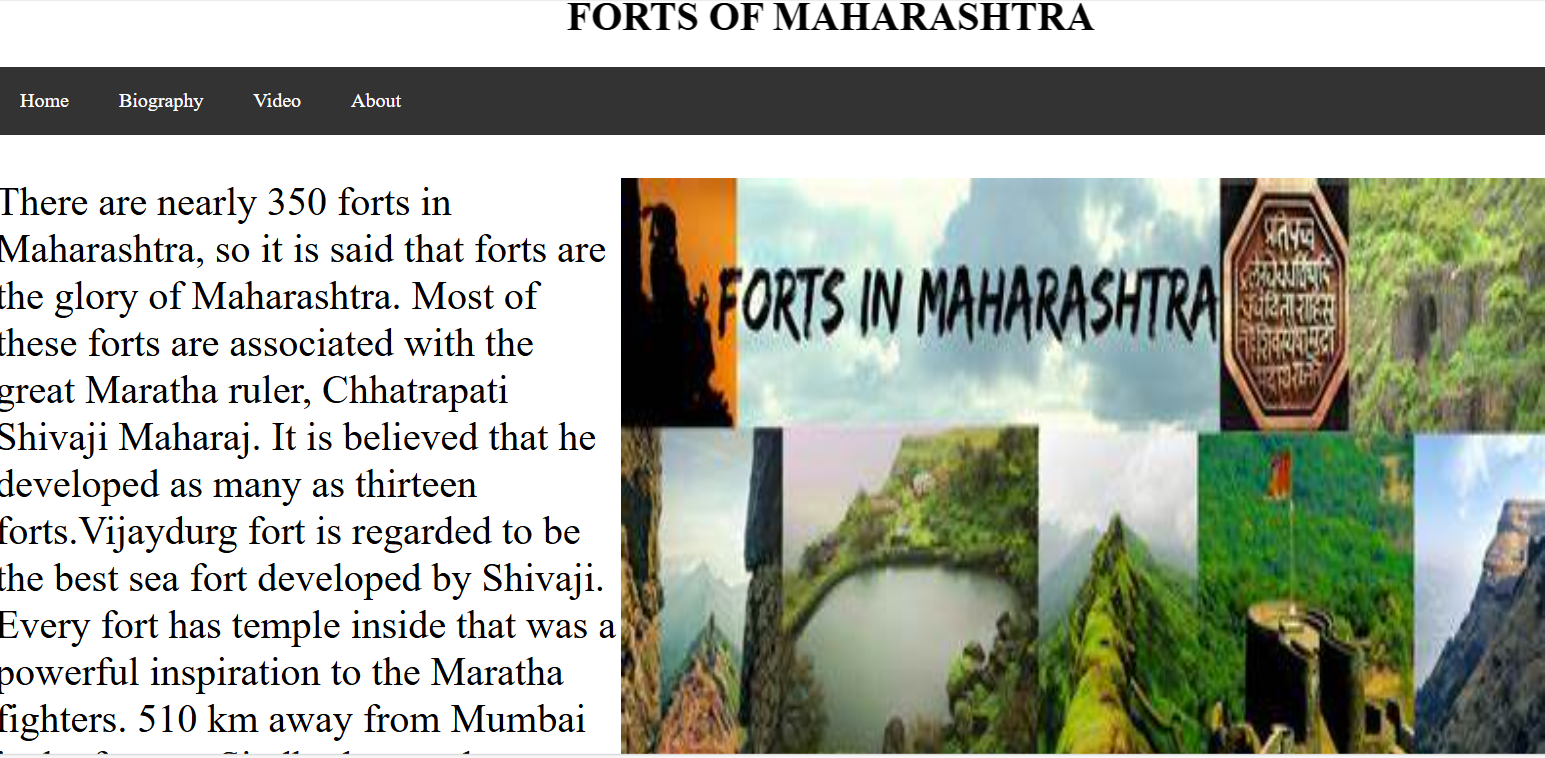 FORTS OF MAHARASHTRA
Home Biography Video About
There are nearly 350 forts in
Maharashtra, so it is said that forts are
the glory of Maharashtra. Most of
these forts are associated with the
great Maratha ruler, Chhatrapati
Shivaji Maharaj. It is believed that he
developed as many as thirteen
forts.Vijaydurg fort is regarded to be
the best sea fort developed by Shivaji.
Every fort has temple inside that was a
powerful inspiration to the Maratha
fighters. 510 km away from Mumbai
FORTS IN MAHARASHTRA
प्रतिपच्च